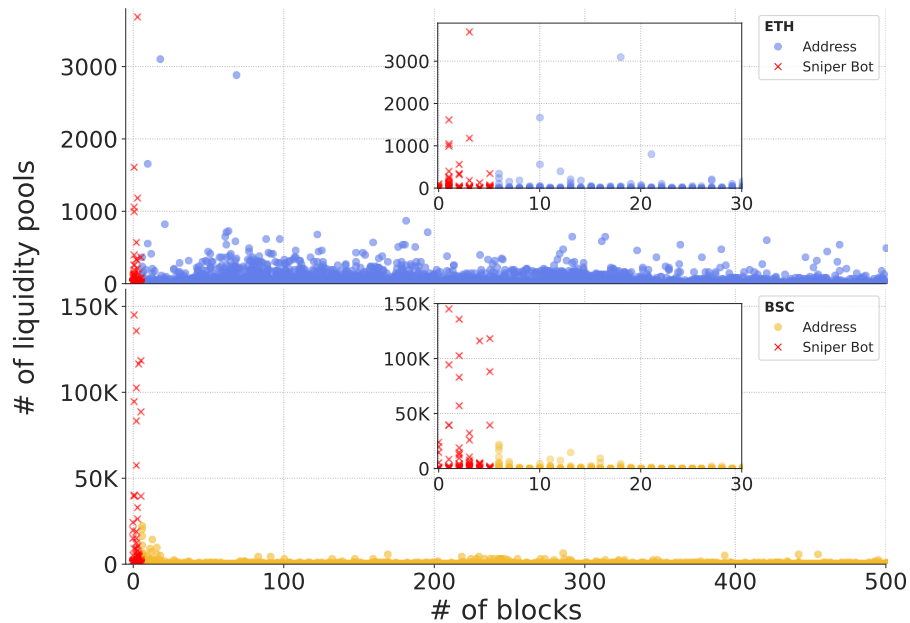 # of liquidity pools
3000
2000
1000
0
3000
2000
1000
0
0 10 20 30
ETH
Address
Sniper Bot
150K
100K
50K
0
150K
100K
50K
0
0 10 20 30
BSC
Address
Sniper Bot
0 100 200 300 400 500
# of blocks